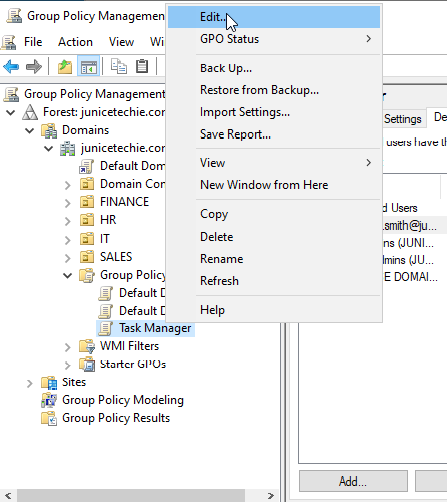 Group Policy Management
File Action Wi
Group Policy Management
Forest: junicetechie.com
Domains
junicetechie.com
Default Dom
Domain Con
FINANCE
HR
IT
SALES
Group Policy
Default D
Default D
Task Manager
WMI Filters
Starter GPOs
Sites
Group Policy Modeling
Group Policy Results
Edit...
GPO Status
Back Up...
Restore from Backup...
Import Settings...
Save Report...
View
New Window from Here
Copy
Delete
Rename
Refresh
Help
er
Settings De
users have th
d Users
.smith@ju...
ns (JUNI...
dmins (JUNI...
E DOMAI...
Add...